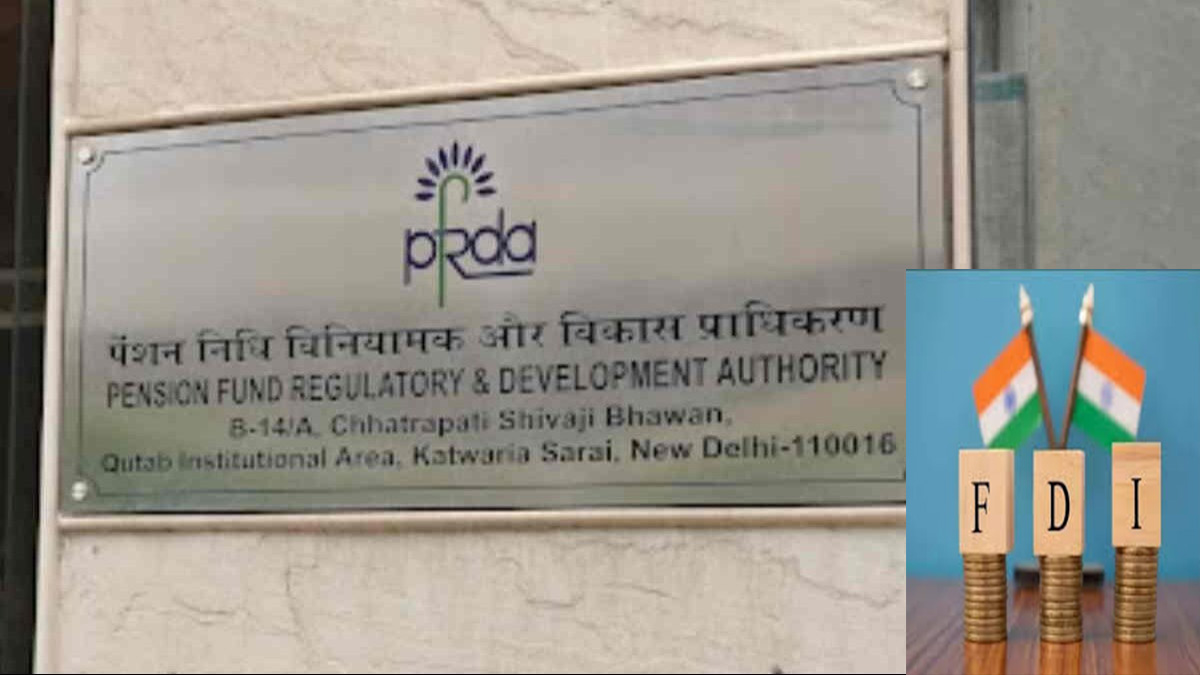 pfrda
पेंशन निधि विनियामक और विकास प्राधिकरण
PENSION FUND REGULATORY & DEVELOPMENT AUTHORITY
B-14/A, Chhatrapati Shivaji Bhawan,
Qutab Institutional Area, Katwaria Sarai, New Delhi-110016
F D I